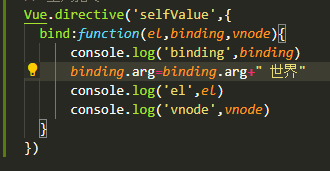 Vue.directive('selfValue',{
bind:function(el,binding,vnode){
console.log('binding',binding)
binding.arg=binding.arg+" 世界"
console.log('el',el)
console.log('vnode',vnode)
}
})